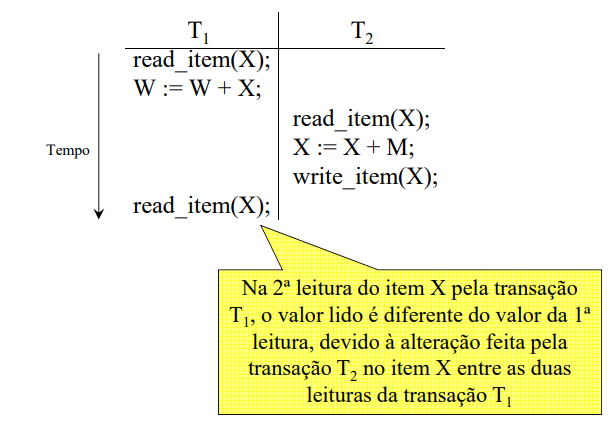 T1 T2
read_item(X);
W := W + X;
read_item(X);
X := X + M;
Tempo
write_item(X);
read_item(X);
Na 2ª leitura do item X pela transação
T1, o valor lido é diferente do valor da 1ª
leitura, devido à alteração feita pela
transação T2 no item X entre as duas
leituras da transação T1